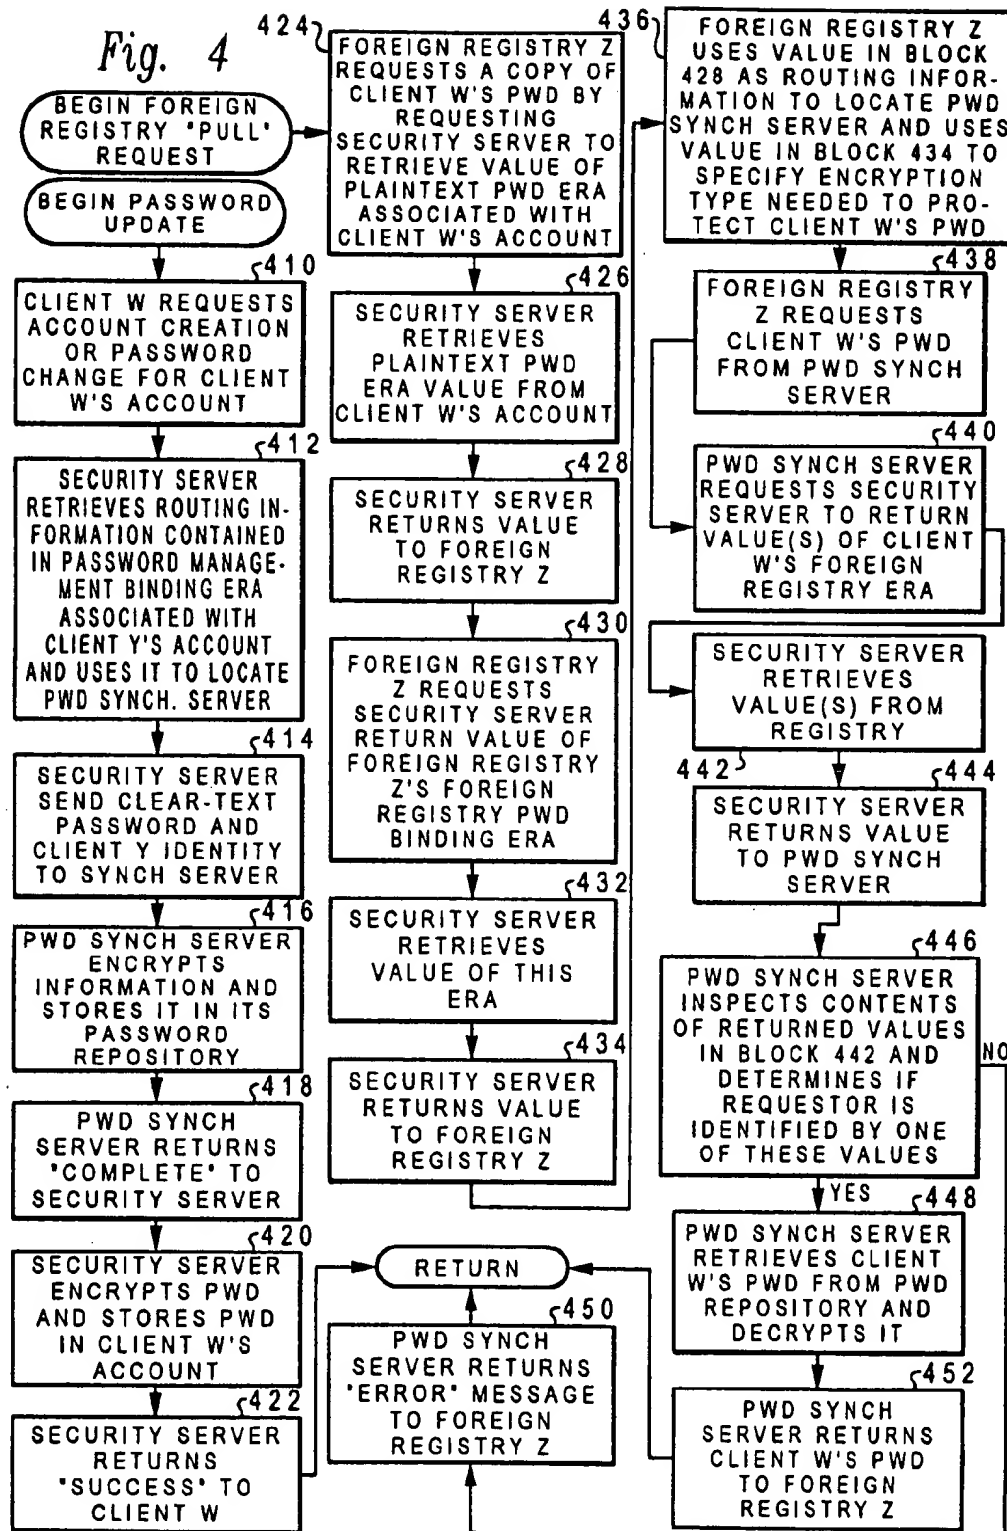 Fig. 4
BEGIN FOREIGN
REGISTRY "PULL"
REQUEST
BEGIN PASSWORD
UPDATE
410
CLIENT W REQUESTS
ACCOUNT CREATION
OR PASSWORD
CHANGE FOR CLIENT
W'S ACCOUNT
412
SECURITY SERVER
RETRIEVES ROUTING IN-
FORMATION CONTAINED
IN PASSWORD MANAGE-
MENT BINDING ERA
ASSOCIATED WITH
CLIENT Y'S ACCOUNT
AND USES IT TO LOCATE
PWD SYNCH. SERVER
414
SECURITY SERVER
SEND CLEAR-TEXT
PASSWORD AND
CLIENT Y IDENTITY
TO SYNCH SERVER
416
PWD SYNCH SERVER
ENCRYPTS
INFORMATION AND
STORES IT IN ITS
PASSWORD
REPOSITORY
418
PWD SYNCH
SERVER RETURNS
"COMPLETE" TO
SECURITY SERVER
420
SECURITY SERVER
ENCRYPTS PWD
AND STORES PWD
IN CLIENT W'S
ACCOUNT
422
SECURITY SERVER
RETURNS
"SUCCESS" TO
CLIENT W
424
FOREIGN REGISTRY Z
REQUESTS A COPY OF
CLIENT W'S PWD BY
REQUESTING
SECURITY SERVER TO
RETRIEVE VALUE OF
PLAINTEXT PWD ERA
ASSOCIATED WITH
CLIENT W'S ACCOUNT
426
SECURITY SERVER
RETRIEVES
PLAINTEXT PWD
ERA VALUE FROM
CLIENT W'S ACCOUNT
428
SECURITY SERVER
RETURNS VALUE
TO FOREIGN
REGISTRY Z
430
FOREIGN REGISTRY
Z REQUESTS
SECURITY SERVER
RETURN VALUE OF
FOREIGN REGISTRY
Z'S FOREIGN
REGISTRY PWD
BINDING ERA
432
SECURITY SERVER
RETRIEVES
VALUE OF THIS
ERA
434
SECURITY SERVER
RETURNS VALUE
TO FOREIGN
REGISTRY Z
RETURN
450
PWD SYNCH
SERVER RETURNS
"ERROR" MESSAGE
TO FOREIGN
REGISTRY Z
436
FOREIGN REGISTRY Z
USES VALUE IN BLOCK
428 AS ROUTING INFOR-
MATION TO LOCATE PWD
SYNCH SERVER AND USES
VALUE IN BLOCK 434 TO
SPECIFY ENCRYPTION
TYPE NEEDED TO PRO-
TECT CLIENT W'S PWD
438
FOREIGN REGISTRY
Z REQUESTS
CLIENT W'S PWD
FROM PWD SYNCH
SERVER
440
PWD SYNCH SERVER
REQUESTS SECURITY
SERVER TO RETURN
VALUE(S) OF CLIENT
W'S FOREIGN
REGISTRY ERA
SECURITY SERVER
RETRIEVES
VALUE(S) FROM
REGISTRY
442
444
SECURITY SERVER
RETURNS VALUE
TO PWD SYNCH
SERVER
446
PWD SYNCH SERVER
INSPECTS CONTENTS
OF RETURNED VALUES
IN BLOCK 442 AND
DETERMINES IF
REQUESTOR IS
IDENTIFIED BY ONE
OF THESE VALUES
NO
YES
448
PWD SYNCH SERVER
RETRIEVES CLIENT
W'S PWD FROM PWD
REPOSITORY AND
DECRYPTS IT
452
PWD SYNCH
SERVER RETURNS
CLIENT W'S PWD
TO FOREIGN
REGISTRY Z